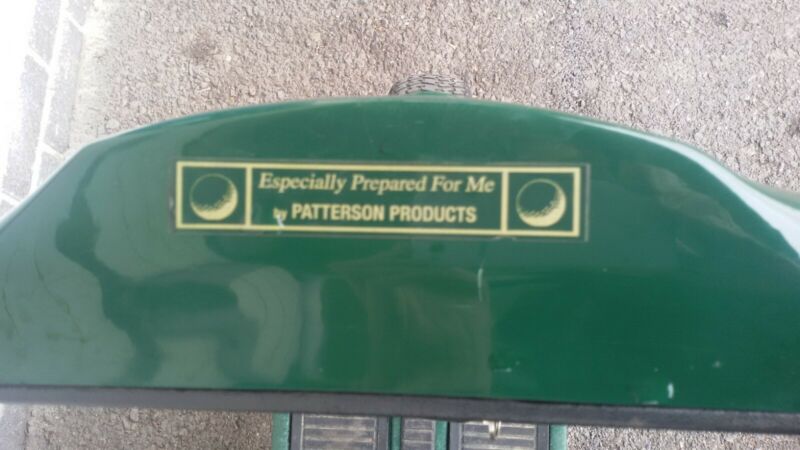 Especially Prepared For Me
by PATTERSON PRODUCTS